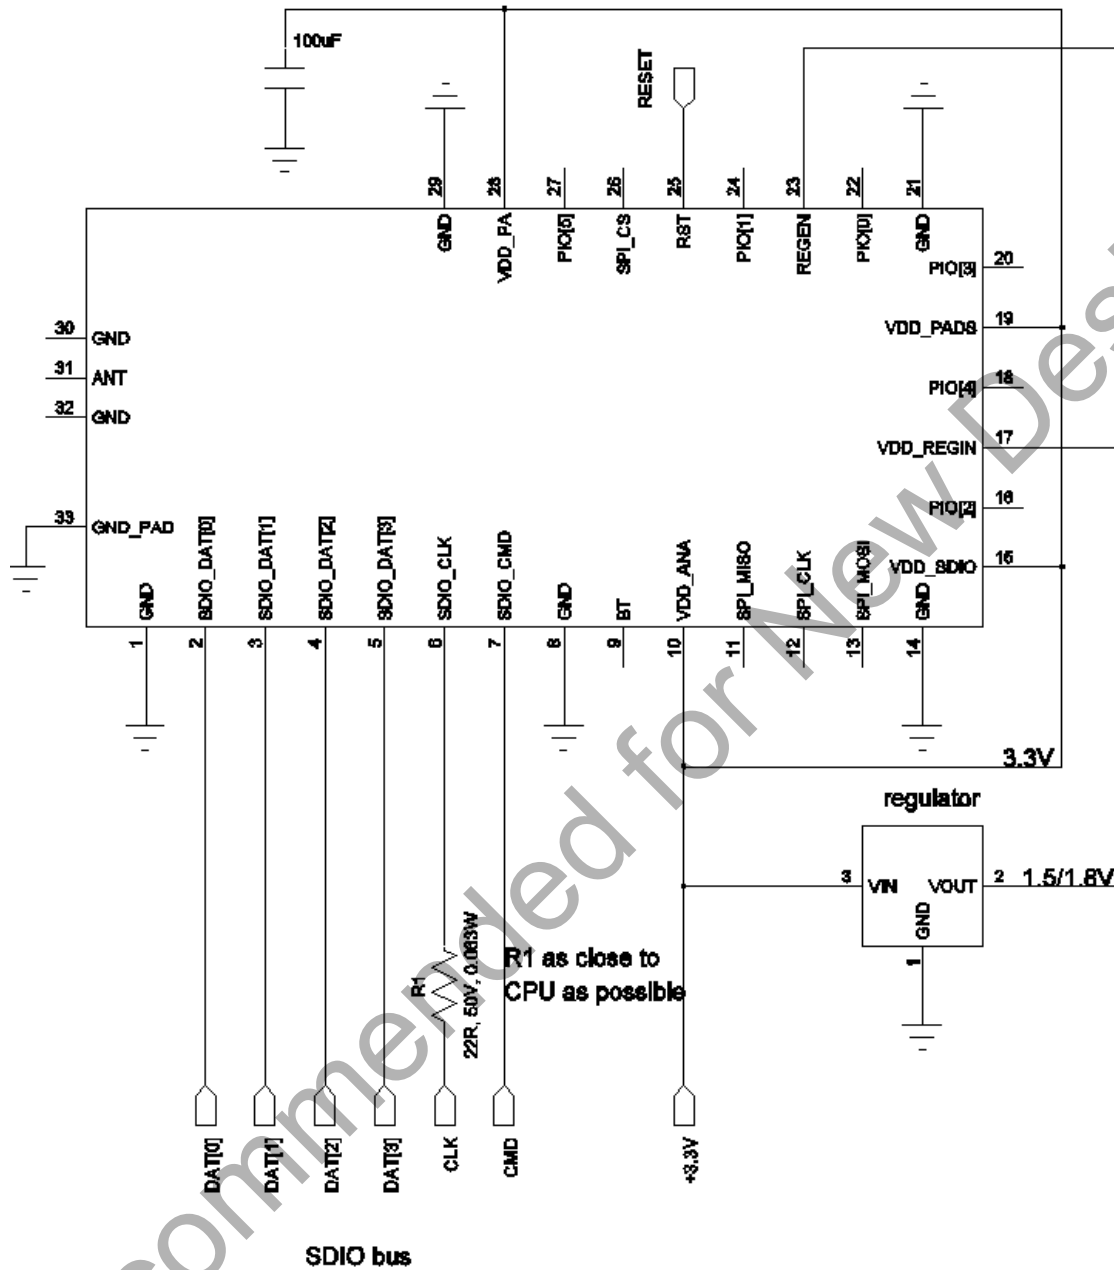 100uF
RESET
29
28
27
26
25
24
23
22
21
GND
VDD_PA
PIO[5]
SPI_CS
RST
PIO[1]
REGEN
PIO[0]
GND
PIO[3] 20
VDD_PADS 19
30 GND
31 ANT
PIO[4] 18
32 GND
VDD_REGIN 17
PIO[2] 16
33 GND_PAD
VDD_SDIO 15
GND
SDIO_DAT[0]
SDIO_DAT[1]
SDIO_DAT[2]
SDIO_DAT[3]
SDIO_CLK
SDIO_CMD
GND
BT
VDD_ANA
SPI_MISO
SPI_CLK
SPI_MOSI
GND
1
2
3
4
5
6
7
8
9
10
11
12
13
14
3.3V
regulator
3 VIN VOUT 2 1.5/1.8V
GND
1
R1
22R, 50V, 0.063W
R1 as close to
CPU as possible
DAT[0]
DAT[1]
DAT[2]
DAT[3]
CLK
CMD
+3.3V
SDIO bus
ommended for New Des